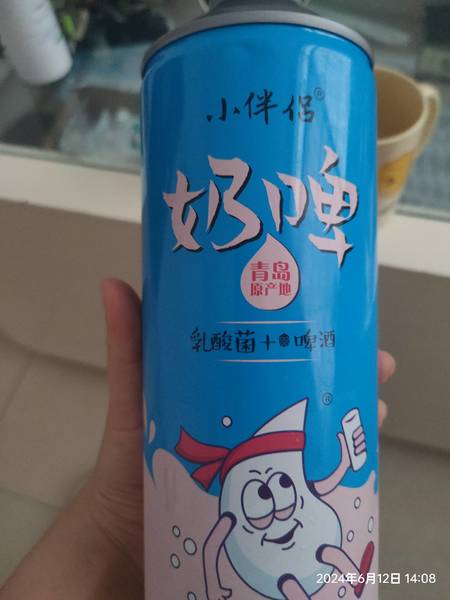 小伴侣®
奶啤
青岛
原产地
乳酸菌+啤酒
®
2024年6月12日 14:08